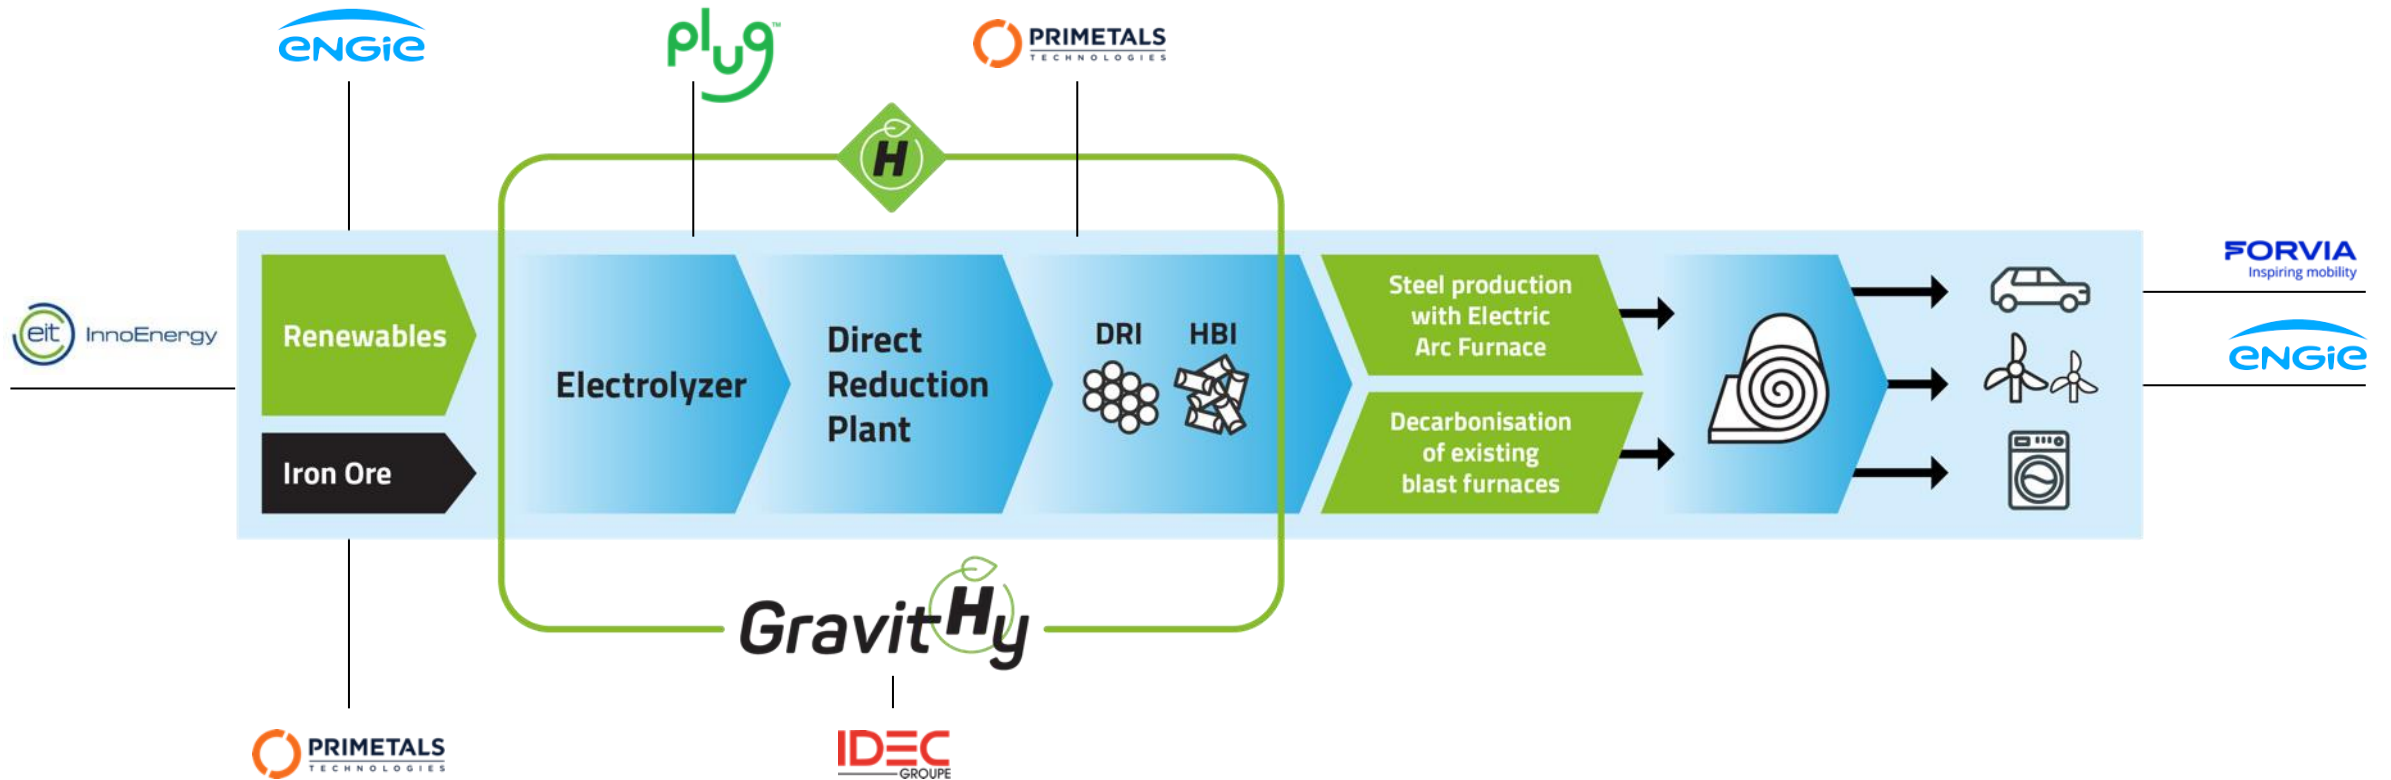 ENGIE
plug™
PRIMETALS
TECHNOLOGIES
H
eit InnoEnergy
Renewables
Iron Ore
Electrolyzer
Direct
Reduction
Plant
DRI
HBI
Steel production
with Electric
Arc Furnace
Decarbonisation
of existing
blast furnaces
FORVIA
Inspiring mobility
ENGIE
GravitHy
PRIMETALS
TECHNOLOGIES
IDEC
GROUPE